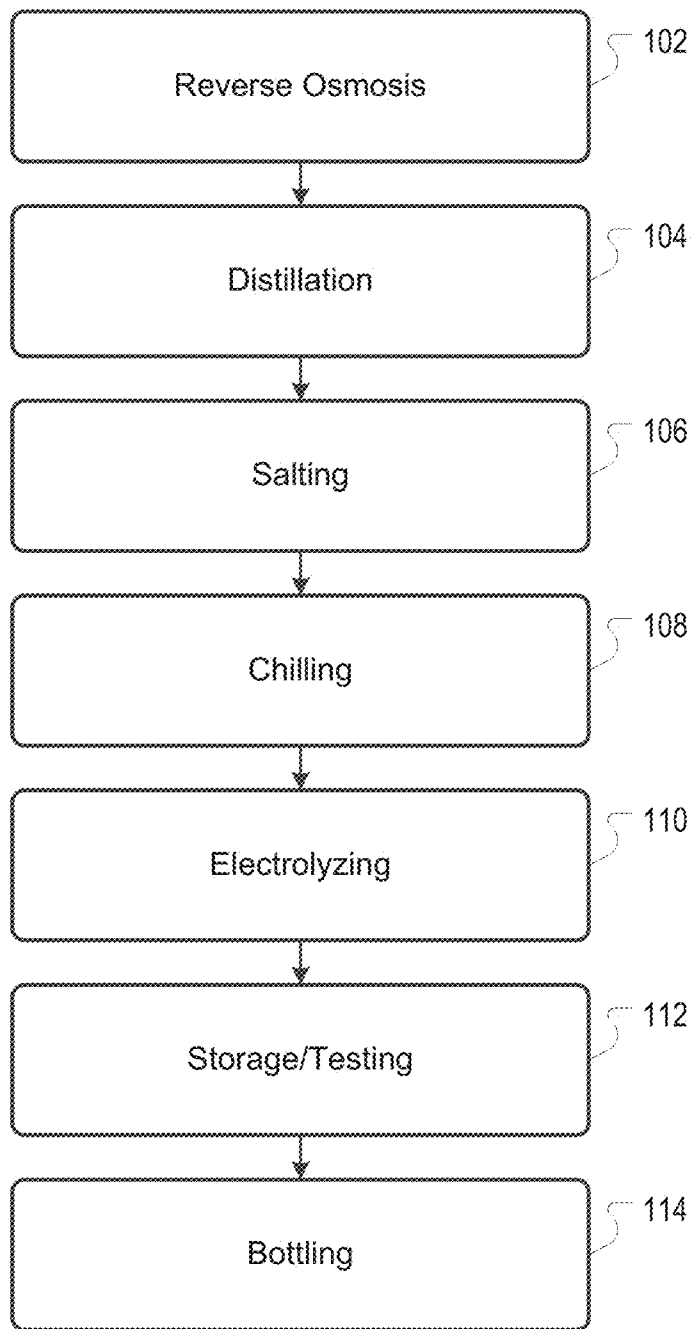 Reverse Osmosis
102
Distillation
104
Salting
106
Chilling
108
Electrolyzing
110
Storage/Testing
112
Bottling
114